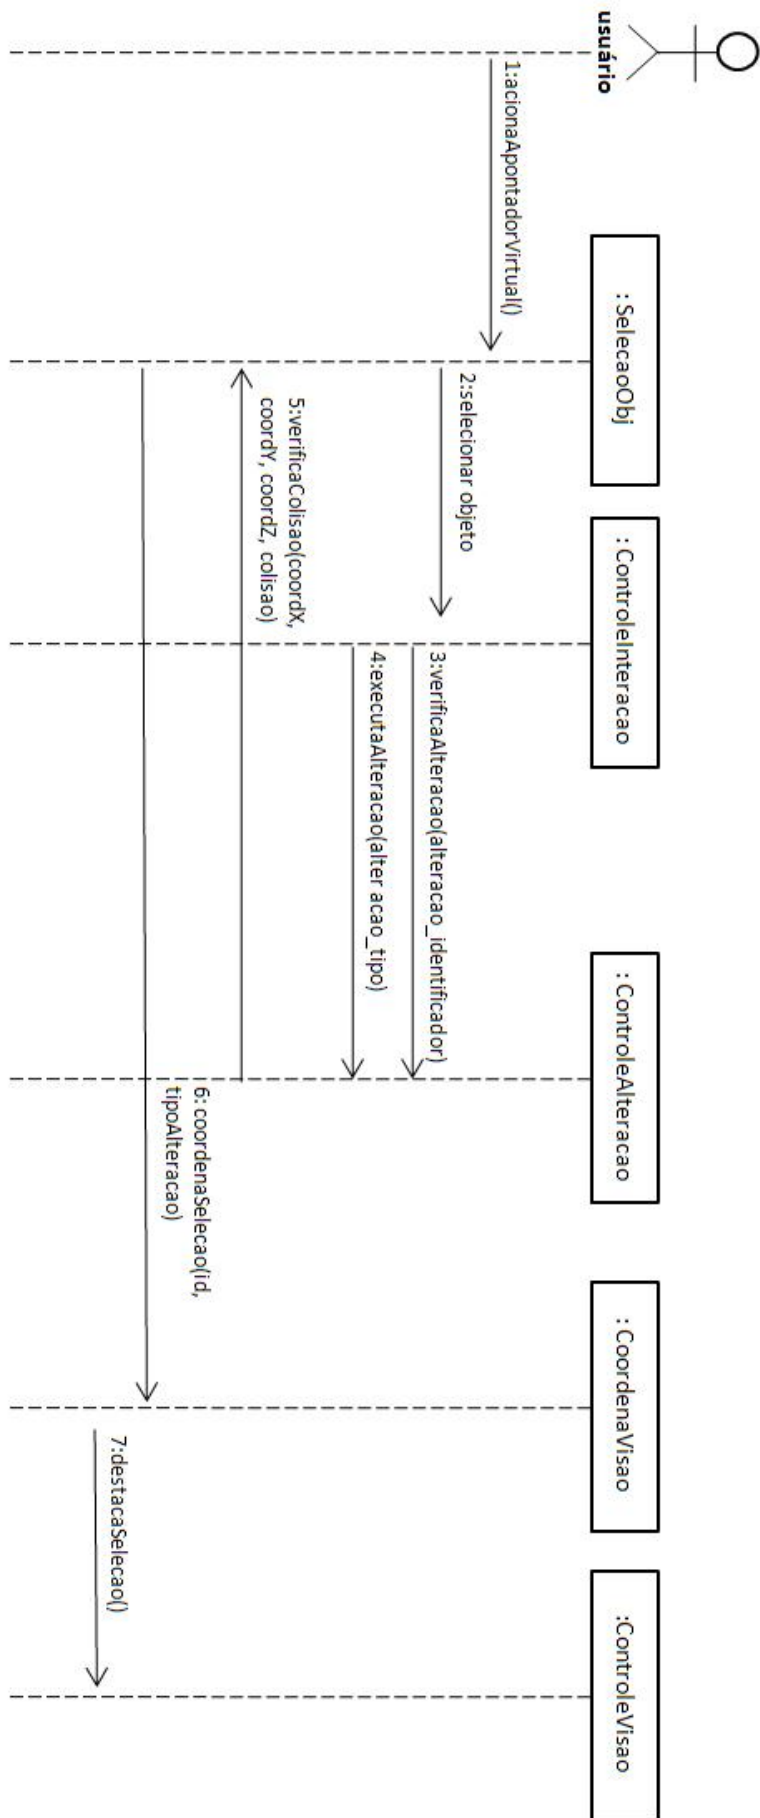 usuário
: SelecaoObj
: ControleInteracao
: ControleAlteracao
: CoordenaVisao
:ControleVisao
1:acionaApontadorVirtual()
2:selecionar objeto
3:verificaAlteracao(alteracao_identificador)
4:executaAlteracao(alter acao_tipo)
5:verificaColisao(coordX,
coordY, coordZ, colisao)
6: coordenaSelecao(id,
tipoAlteracao)
7:destacaSelecao()